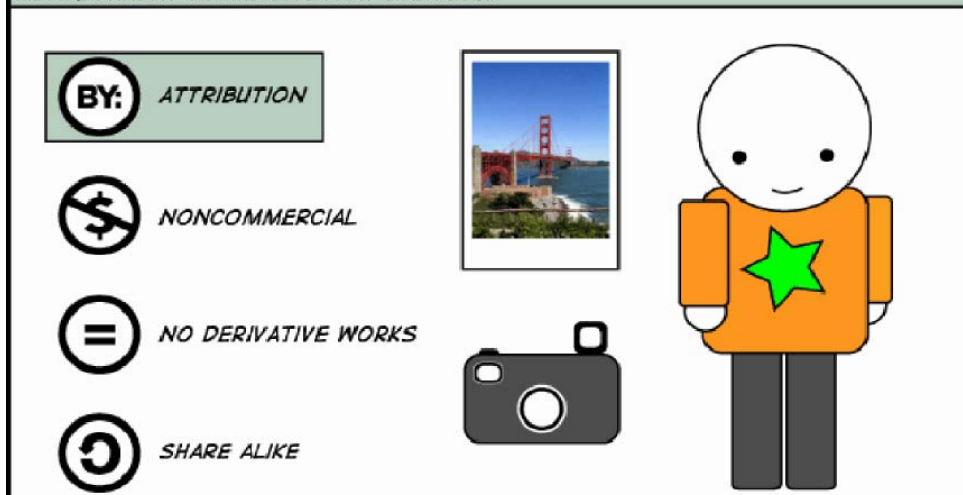 BY: ATTRIBUTION
$ NONCOMMERCIAL
= NO DERIVATIVE WORKS
SHARE ALIKE